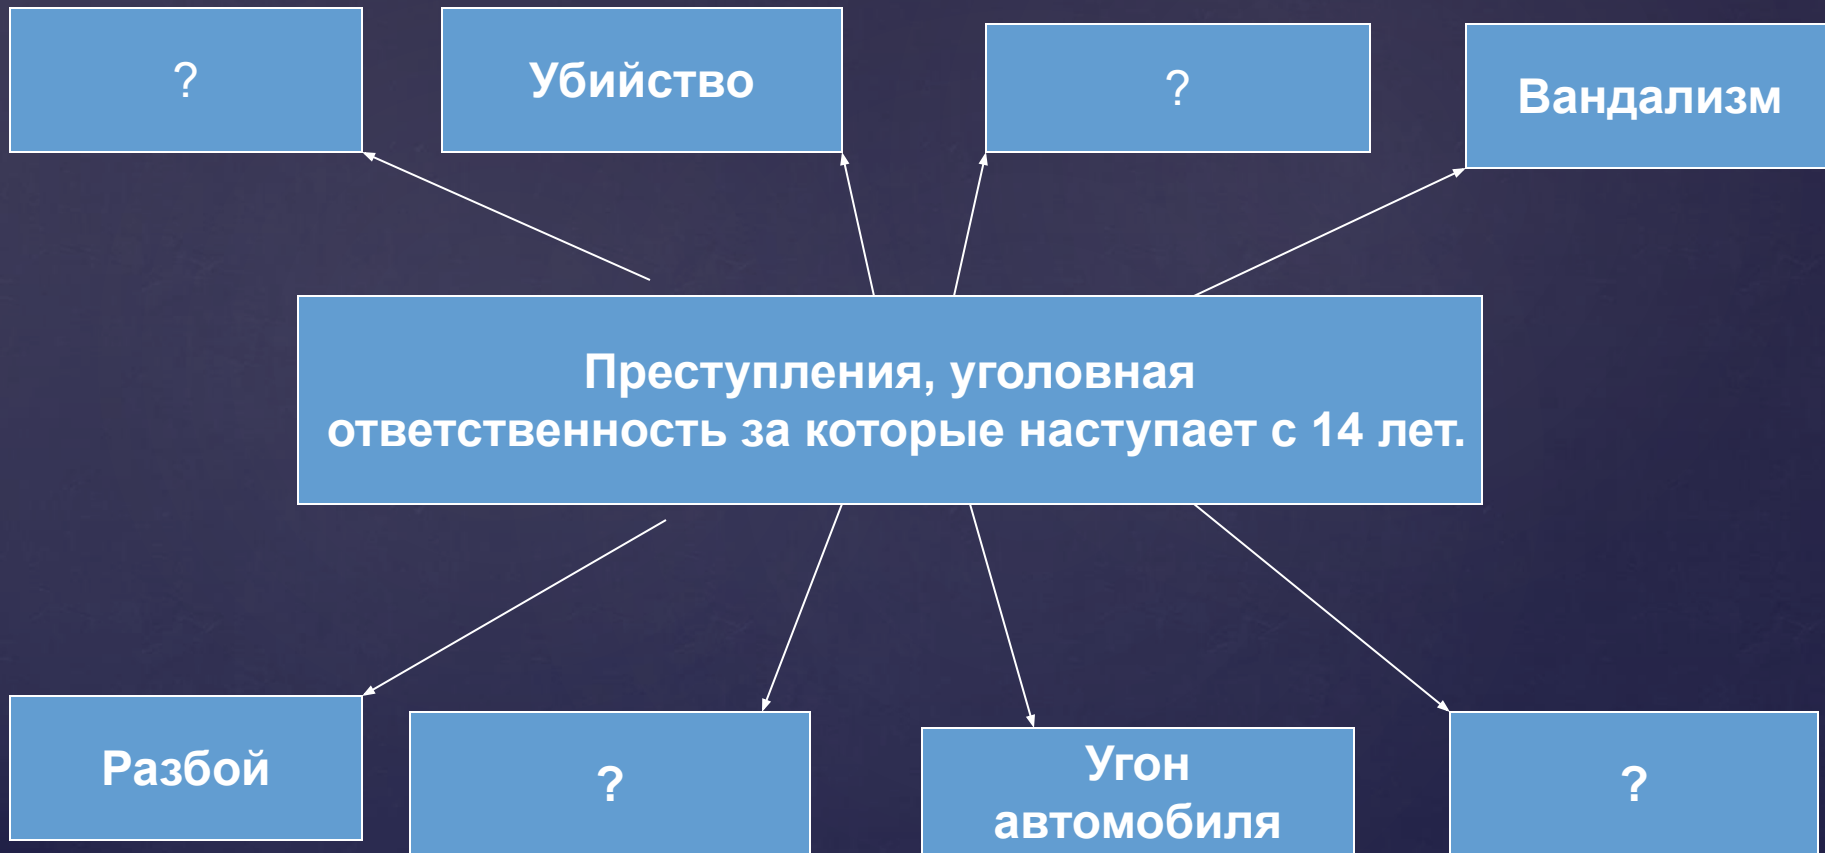 ?
Убийство
?
Вандализм
Преступления, уголовная
ответственность за которые наступает с 14 лет.
Разбой
?
Угон
автомобиля
?